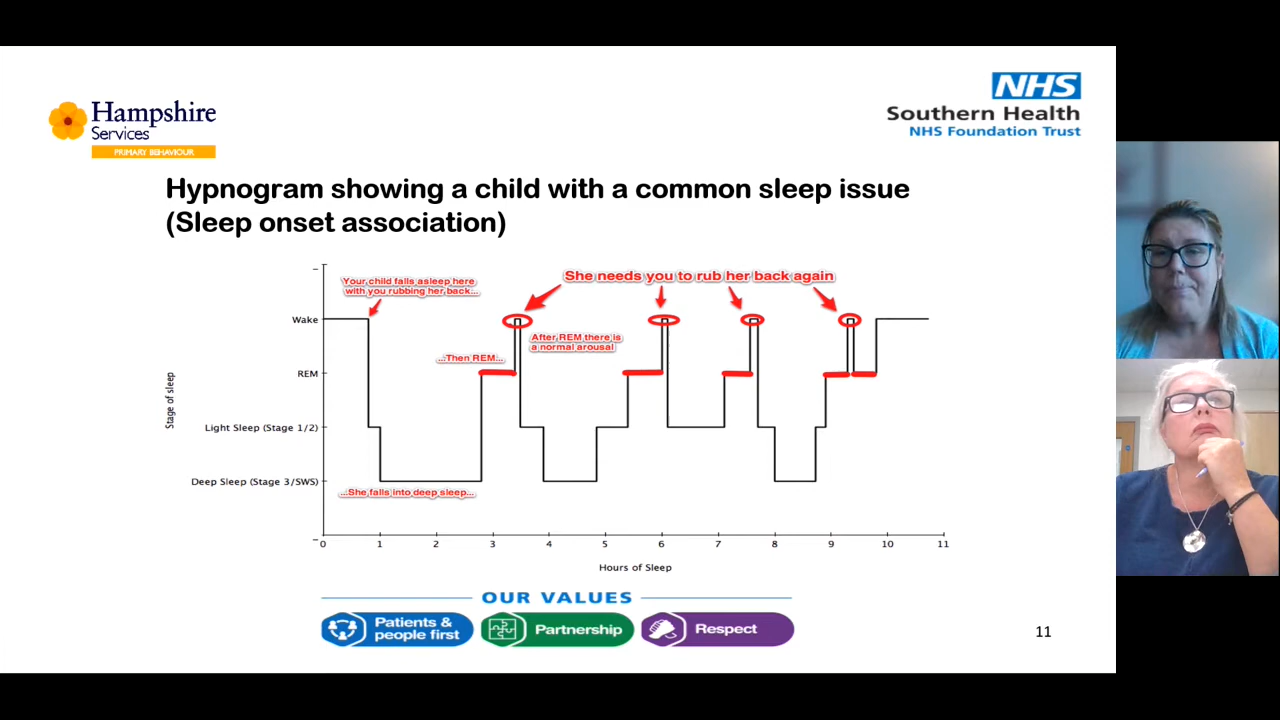 Hampshire
Services
PRIMARY BEHAVIOUR
NHS
Southern Health
NHS Foundation Trust
Hypnogram showing a child with a common sleep issue
(Sleep onset association)
She needs you to rub her back again
Your child falls asleep here
with you rubbing her back...
Wake
After REM there is
a normal arousal
...Then REM...
REM
Stage of sleep
Light Sleep (Stage 1/2)
Deep Sleep (Stage 3/SWS)
...She falls into deep sleep...
0 1 2 3 4 5 6 7 8 9 10 11
Hours of Sleep
OUR VALUES
Patients &
people first
Partnership
Respect
11